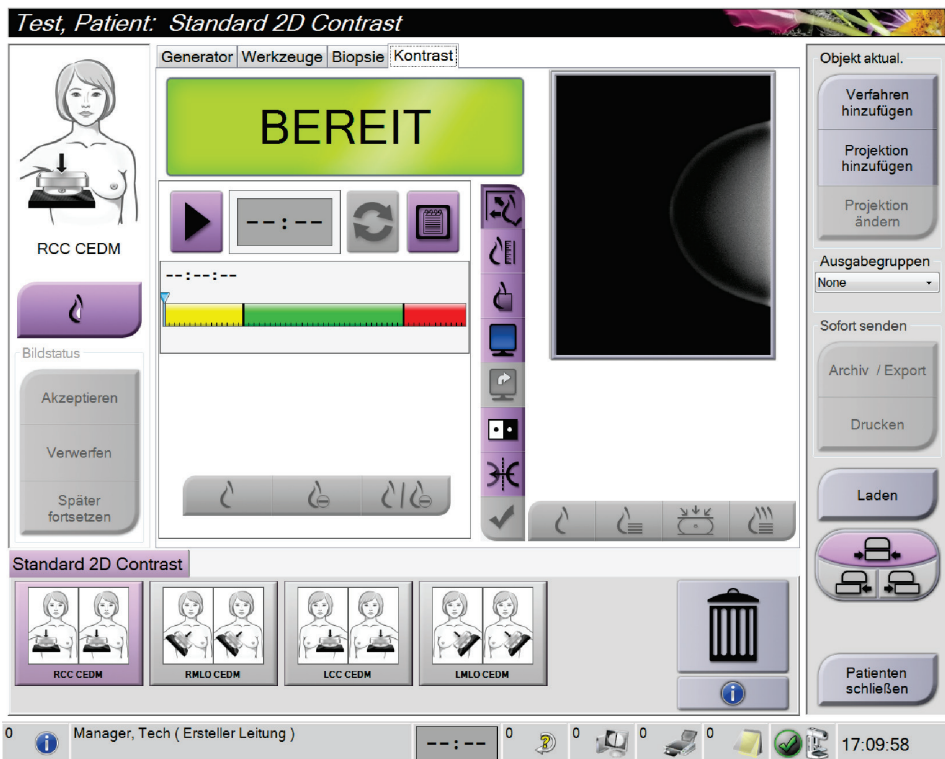 Test, Patient: Standard 2D Contrast
Generator
Werkzeuge
Biopsie
Kontrast
BEREIT
RCC CEDM
--:--
--:--:--
Bildstatus
Akzeptieren
Verwerfen
Später
fortsetzen
Objekt aktual.
Verfahren
hinzufügen
Projektion
hinzufügen
Projektion
ändern
Ausgabegruppen
None
Sofort senden
Archiv / Export
Drucken
Laden
Patienten
schließen
Standard 2D Contrast
RCC CEDM
RMLO CEDM
LCC CEDM
LMLO CEDM
0
Manager, Tech ( Ersteller Leitung )
--:--
0
0
0
0
17:09:58